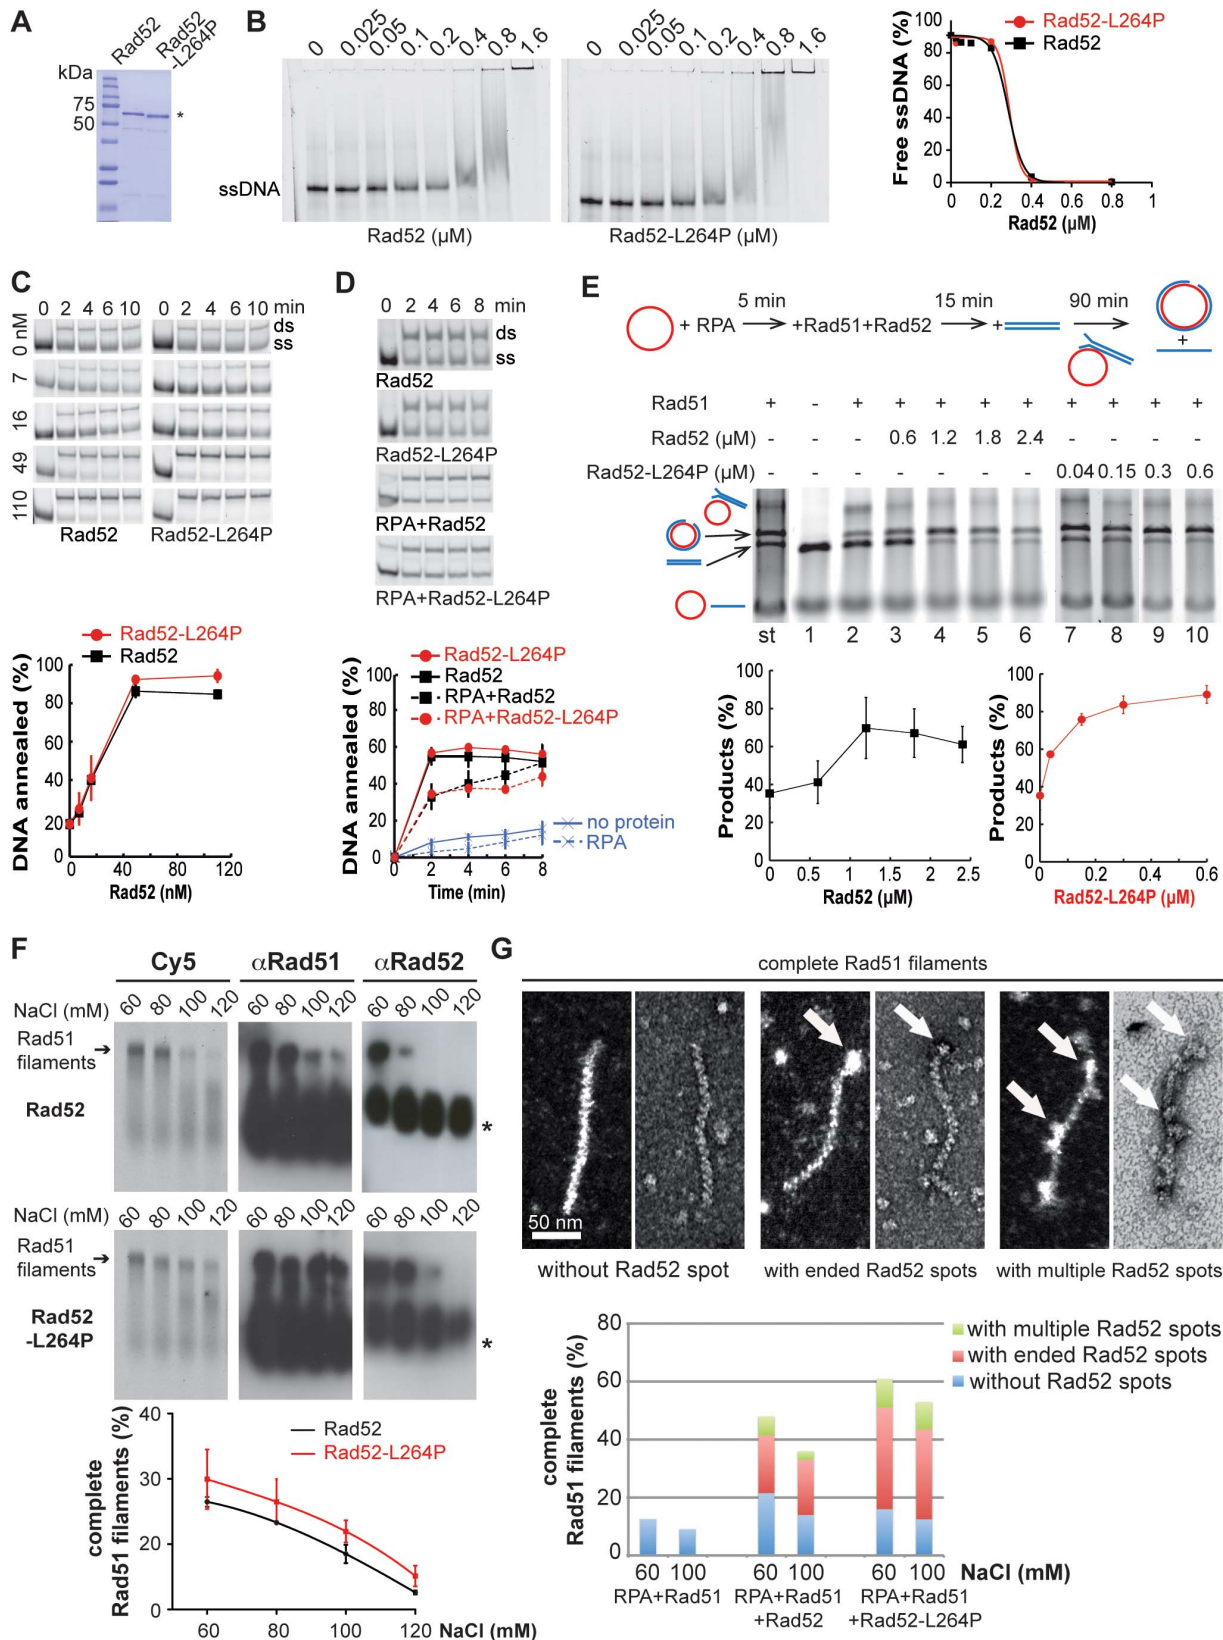 A
Rad52
Rad52
-L264P
kDa
75
50
*
B
0 0.025 0.05 0.1 0.2 0.4 0.8 1.6
0 0.025 0.05 0.1 0.2 0.4 0.8 1.6
ssDNA
Rad52 (µM)
Rad52-L264P (µM)
Rad52-L264P
Rad52
Free ssDNA (%)
100
80
60
40
20
0
0 0.2 0.4 0.6 0.8 1
Rad52 (µM)
C
0 2 4 6 10 0 2 4 6 10 min
0 nM
7
16
49
110
ds
ss
Rad52 Rad52-L264P
Rad52-L264P
Rad52
DNA annealed (%)
100
80
60
40
20
0
0 40 80 120
Rad52 (nM)
D
0 2 4 6 8 min
ds
ss
Rad52
Rad52-L264P
RPA+Rad52
RPA+Rad52-L264P
Rad52-L264P
Rad52
RPA+Rad52
RPA+Rad52-L264P
DNA annealed (%)
100
80
60
40
20
0
no protein
RPA
0 2 4 6 8
Time (min)
E
5 min 15 min 90 min
+ RPA +Rad51+Rad52 +
+
Rad51 + - + + + + + + + + +
Rad52 (µM) - - - 0.6 1.2 1.8 2.4 - - - -
Rad52-L264P (µM) - - - - - - - 0.04 0.15 0.3 0.6
st 1 2 3 4 5 6 7 8 9 10
Products (%)
100
80
60
40
20
0
0 0.5 1 1.5 2 2.5
Rad52 (µM)
Products (%)
100
80
60
40
20
0
0 0.2 0.4 0.6
Rad52-L264P (µM)
F
Cy5 αRad51 αRad52
NaCl (mM) 60 80 100 120 60 80 100 120 60 80 100 120
Rad51
filaments
Rad52
*
NaCl (mM) 60 80 100 120 60 80 100 120 60 80 100 120
Rad51
filaments
Rad52
-L264P
*
complete
Rad51 filaments (%)
40
30
20
0
Rad52
Rad52-L264P
60 80 100 120 NaCl (mM)
G
complete Rad51 filaments
50 nm
without Rad52 spot
with ended Rad52 spots
with multiple Rad52 spots
complete
Rad51 filaments (%)
80
60
40
20
0
with multiple Rad52 spots
with ended Rad52 spots
without Rad52 spots
60 100 60 100 60 100 NaCl (mM)
RPA+Rad51 RPA+Rad51 RPA+Rad51
+Rad52 +Rad52-L264P